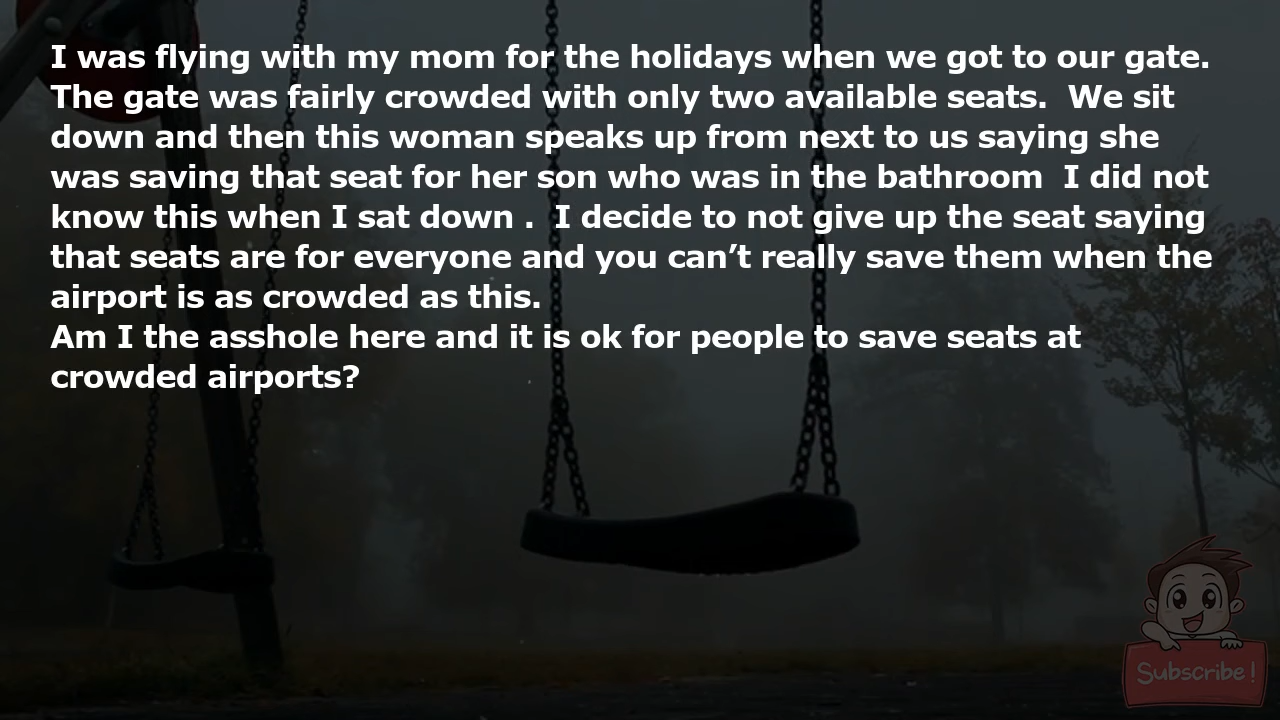 I was flying with my mom for the holidays when we got to our gate.
The gate was fairly crowded with only two available seats.  We sit
down and then this woman speaks up from next to us saying she
was saving that seat for her son who was in the bathroom  I did not
know this when I sat down .  I decide to not give up the seat saying
that seats are for everyone and you can’t really save them when the
airport is as crowded as this.
Am I the asshole here and it is ok for people to save seats at
crowded airports?
Subscribe!